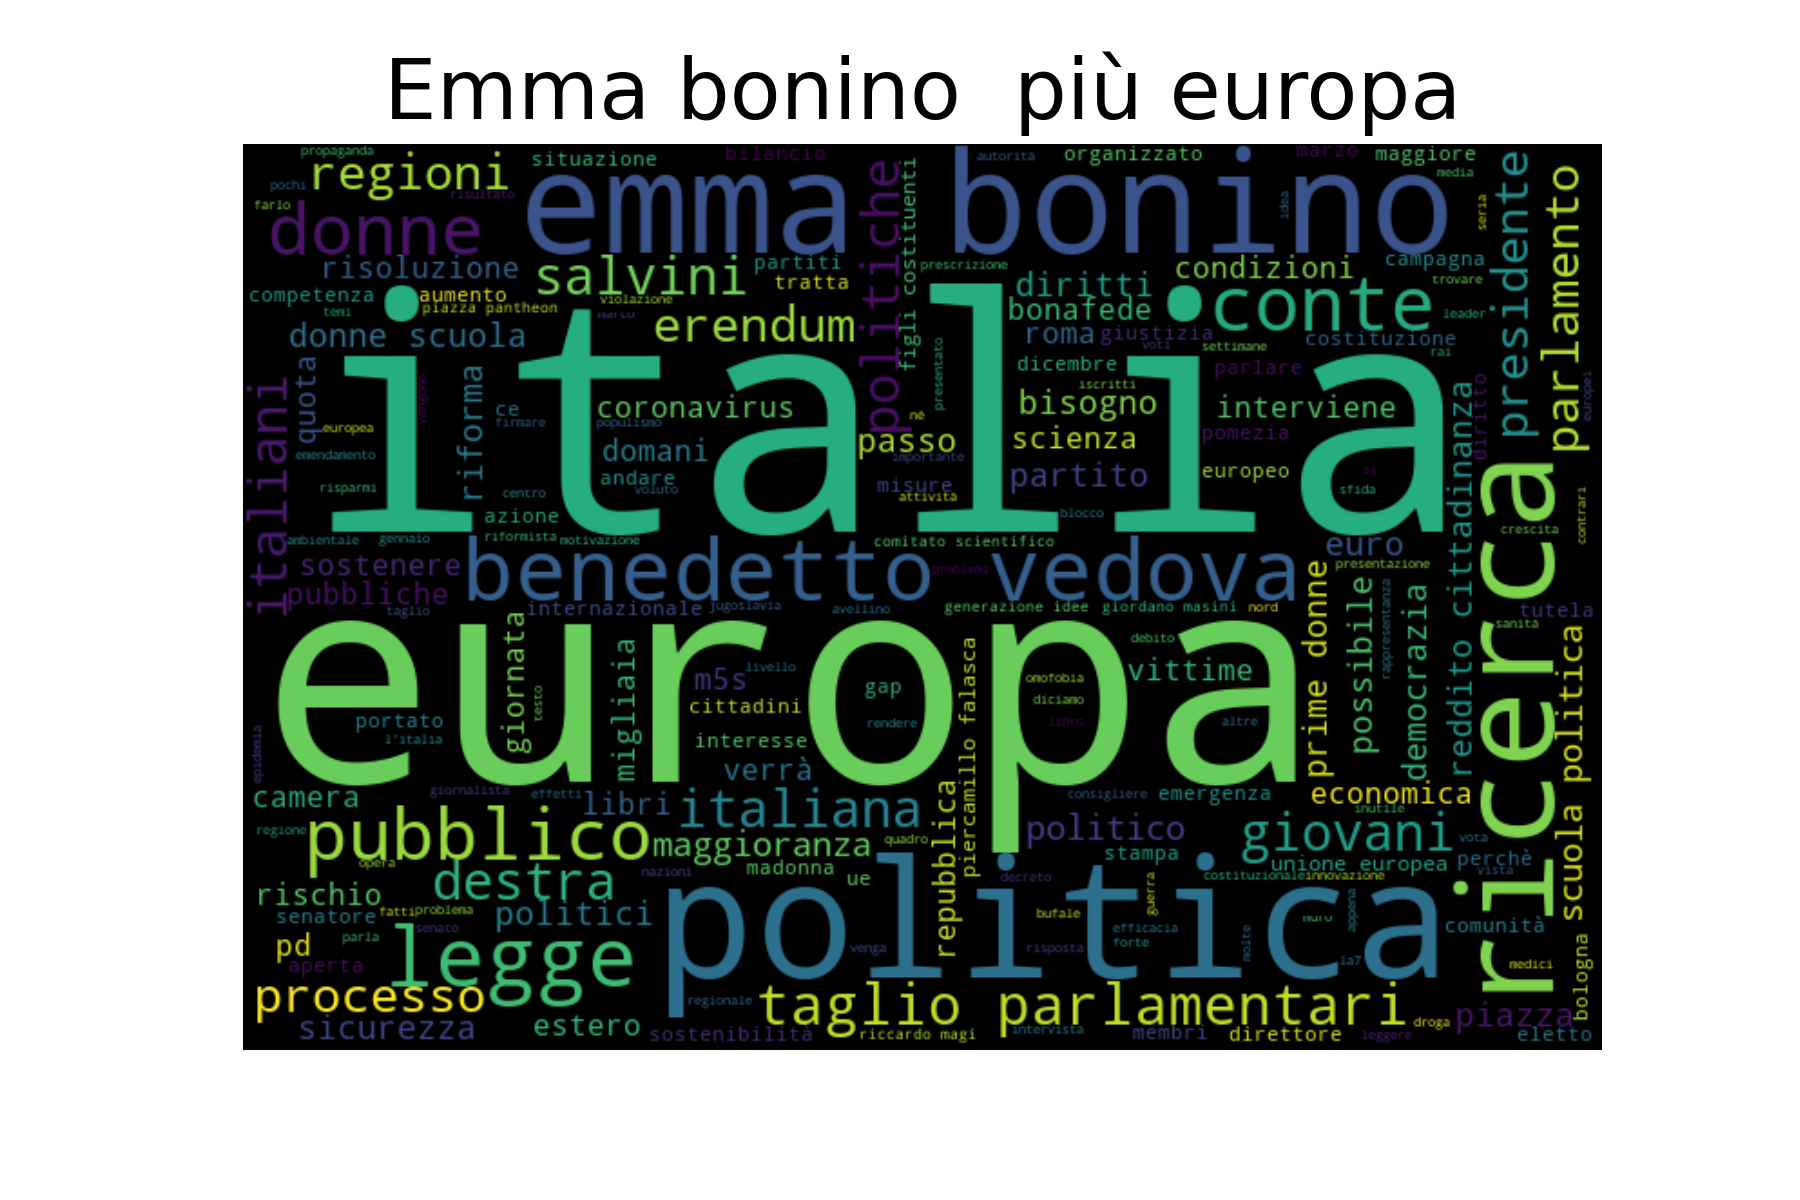 Emma bonino  più europa
propaganda
situazione
bilancio
autorità
organizzato
marzo
maggiore
regioni
pochi
risultato
emma bonino
media
farlo
donne
politiche
figli costituenti
idea
seria
presidente
parlamento
risoluzione
salvini
partiti
prescrizione
condizioni
campagna
competenza
aumento
tratta
diritti
trovare
piazza pantheon
violazione
bonafede
conte
temi
marco
leader
donne scuola
erendum
roma
giustizia
costituzione
voti
settimane
rai
italia
quota
vergogna
riforma
presentato
dicembre
parlare
iscritti
diritto
europei
italiani
ce
coronavirus
né
bisogno
interviene
firmare
populismo
europea
passo
scienza
pomezia
emendamento
domani
importante
europeo
si
risparmi
andare
misure
partito
sfida
centro
voluto
attività
reddito cittadinanza
contrari
azione
blocco
crescita
ricerca
ambientale
gennaio
riformista
motivazione
comitato scientifico
euro
sostenere
benedetto vedova
problemi
presentazione
pubbliche
taglio
internazionale
jugoslavia
avellino
generazione idee
giordano masini
nord
prime donne
possibile
rappresentanza
democrazia
tutela
sanità
scuola politica
europa
giornata
testo
migliaia
debito
m5s
livello
piercamillo falasca
vittime
gap
omofobia
cittadini
diciamo
portato
rendere
libro
altre
epidemia
l'italia
interesse
verrà
camera
giornalista
effetti
libri
italiana
repubblica
consigliere
emergenza
economica
inutile
regione
pubblico
maggioranza
quadro
politico
giovani
vota
opera
madonna
stampa
unione europea
perchè
vista
rischio
destra
nazioni
ue
decreto
costituzionale
innovazione
senatore
fatti
problema
politici
politica
bufale
guerra
muro
appena
comunità
pd
parla
senato
legge
venga
risposta
efficacia
forte
molte
la7
medici
bologna
aperta
processo
regionale
taglio parlamentari
droga
piazza
sicurezza
estero
sostenibilità
riccardo magi
intervista
membri
direttore
leggere
eletto